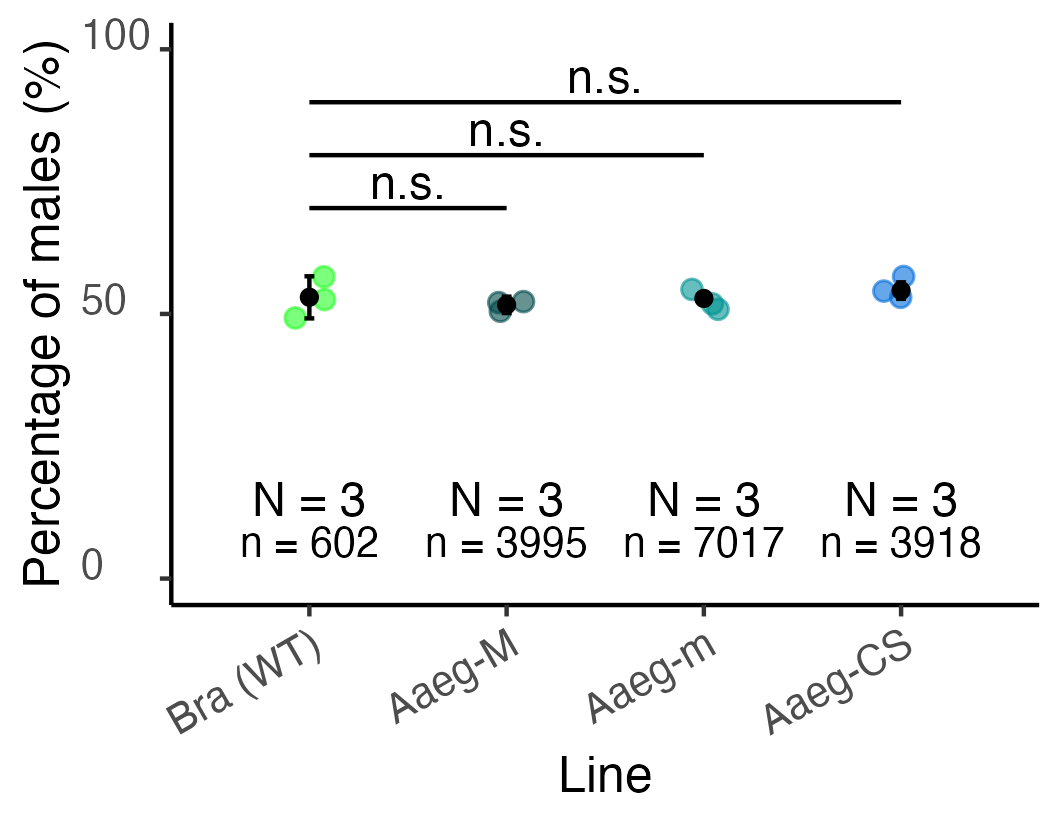 Percentage of males (%)
100
50
0
n.s.
n.s.
n.s.
N = 3 N = 3 N = 3 N = 3
n = 602 n = 3995 n = 7017 n = 3918
Bra (WT) Aaeg-M Aaeg-m Aaeg-CS
Line